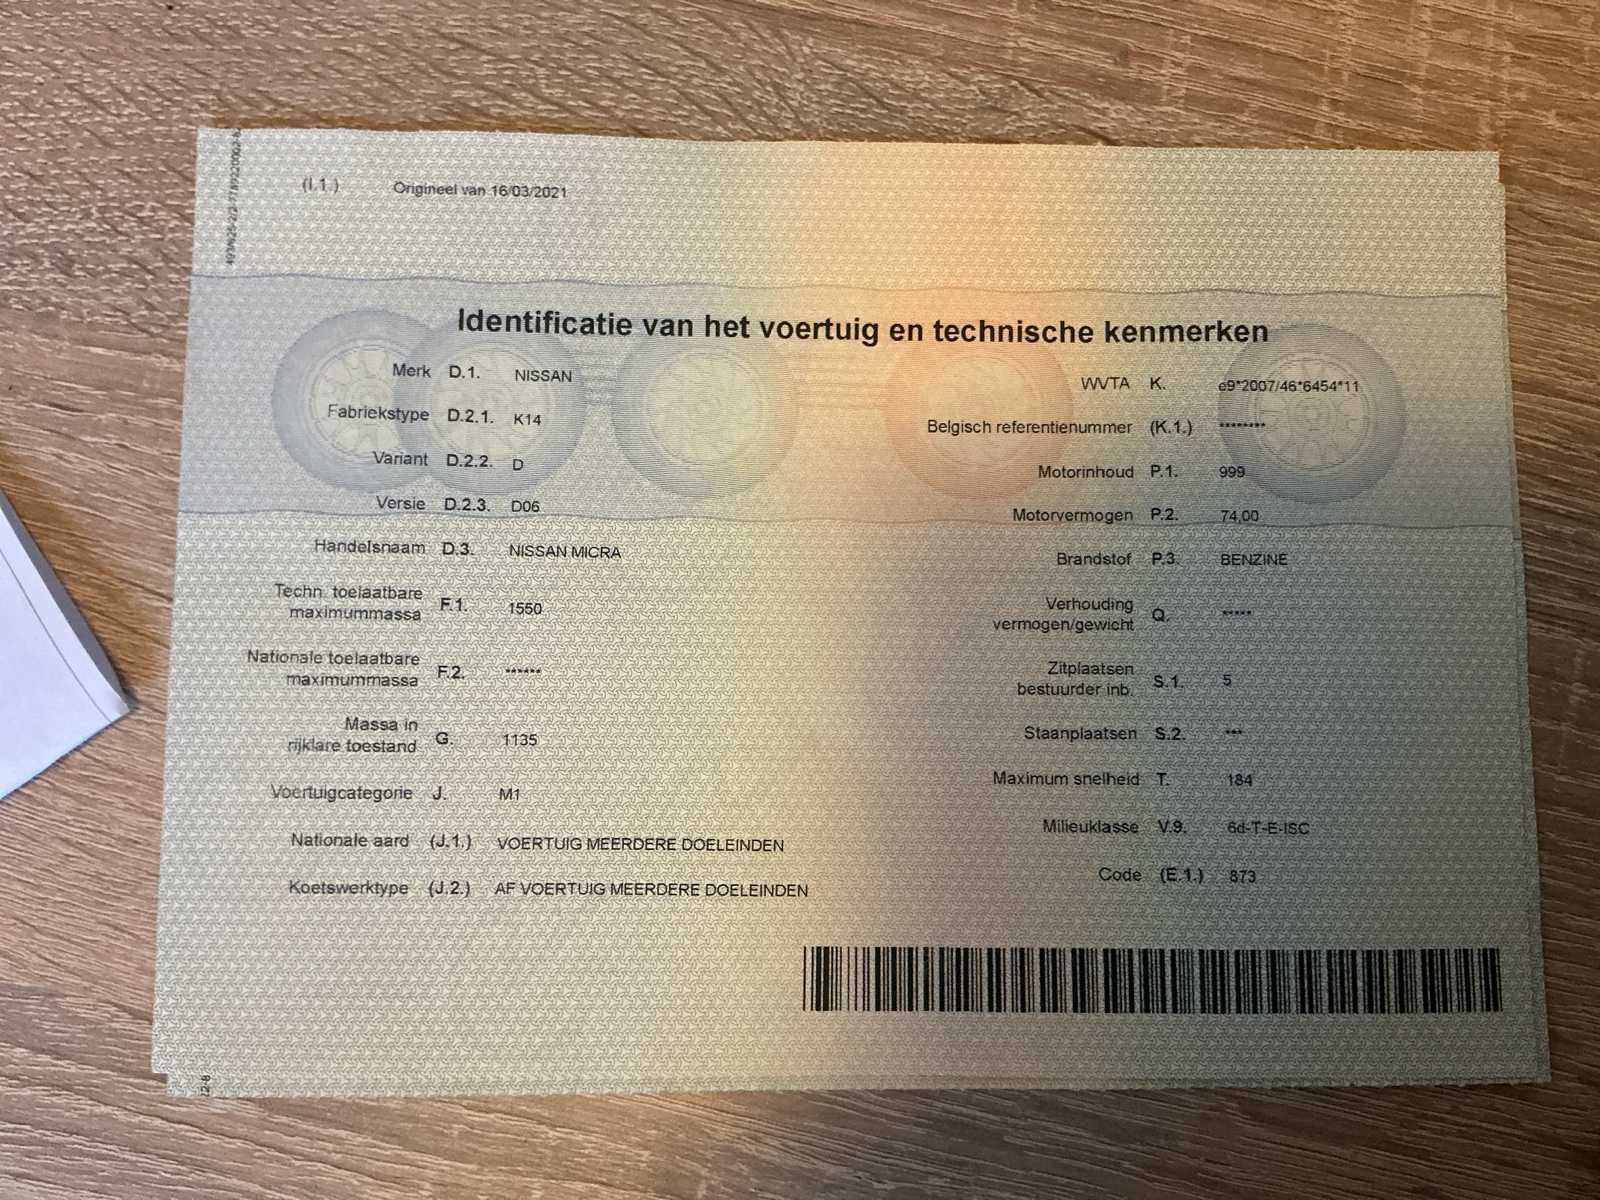 (I.1.) Origineel van 16/03/2021
Identificatie van het voertuig en technische kenmerken
Merk D.1. NISSAN
Fabriekstype D.2.1. K14
Variant D.2.2. D
Versie D.2.3. D06
Handelsnaam D.3. NISSAN MICRA
Techn. toelaatbare
maximummassa F.1. 1550
Nationale toelaatbare
maximummassa F.2. ******
Massa in
rijklare toestand G. 1135
Voertuigcategorie J. M1
Nationale aard (J.1.) VOERTUIG MEERDERE DOELEINDEN
Koetswerktype (J.2.) AF VOERTUIG MEERDERE DOELEINDEN
WVTA K. e9*2007/46*6454*11
Belgisch referentienummer (K.1.) ********
Motorinhoud P.1. 999
Motorvermogen P.2. 74,00
Brandstof P.3. BENZINE
Verhouding
vermogen/gewicht Q. *****
Zitplaatsen
bestuurder inb. S.1. 5
Staanplaatsen S.2. ***
Maximum snelheid T. 184
Milieuklasse V.9. 6d-T-E-ISC
Code (E.1.) 873